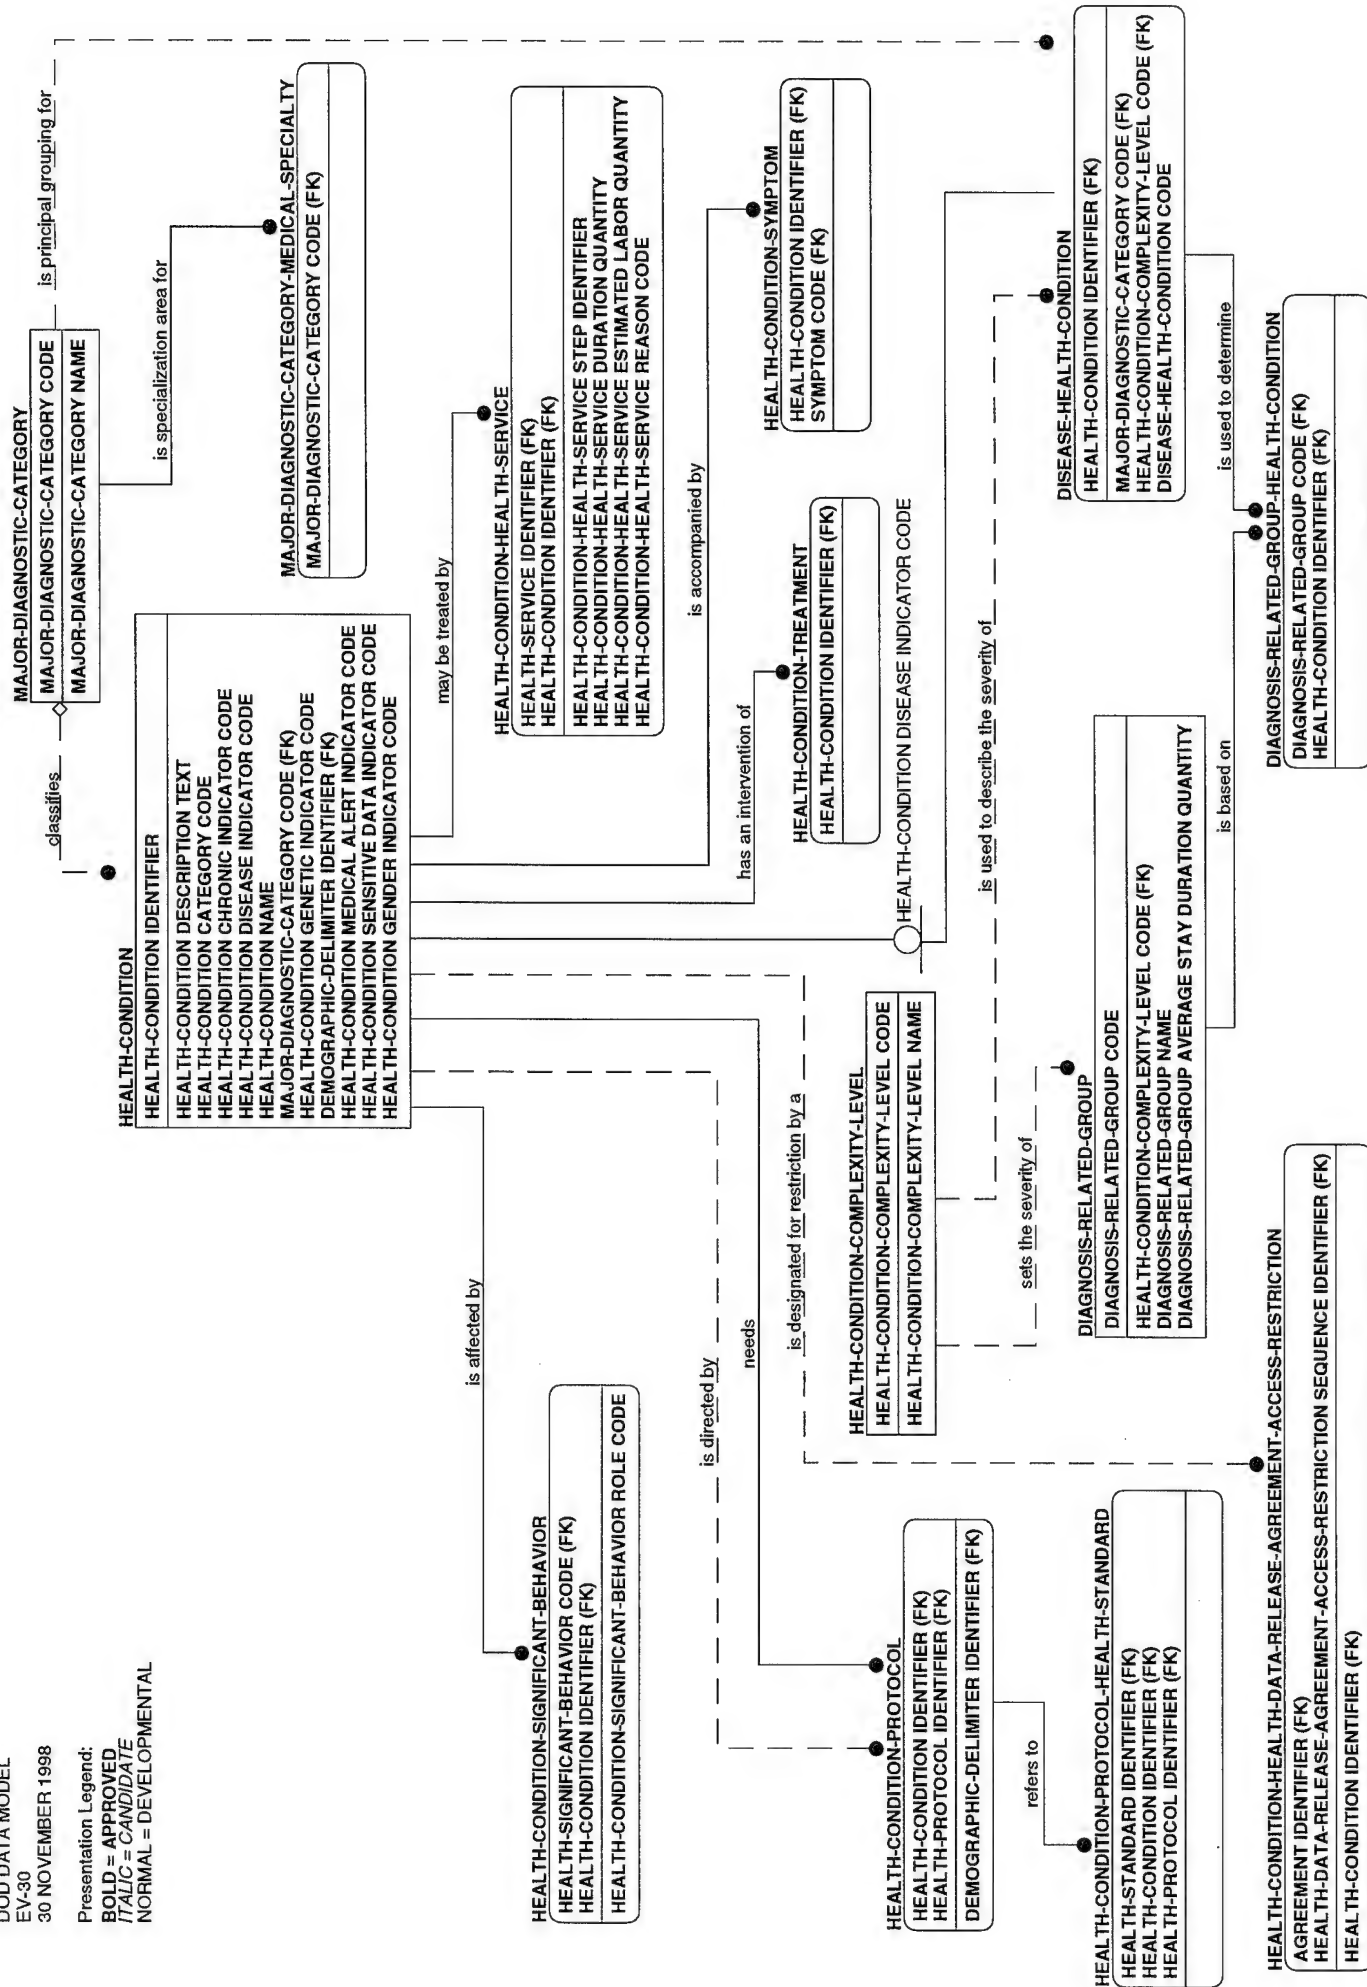 DOD DATA MODEL
EV-30
30 NOVEMBER 1998
Presentation Legend:
BOLD = APPROVED
ITALIC = CANDIDATE
NORMAL = DEVELOPMENTAL
MAJOR-DIAGNOSTIC-CATEGORY
MAJOR-DIAGNOSTIC-CATEGORY CODE
MAJOR-DIAGNOSTIC-CATEGORY NAME
classifies
is principal grouping for
is specialization area for
MAJOR-DIAGNOSTIC-CATEGORY-MEDICAL-SPECIALTY
MAJOR-DIAGNOSTIC-CATEGORY CODE (FK)
HEALTH-CONDITION
HEALTH-CONDITION IDENTIFIER
HEALTH-CONDITION DESCRIPTION TEXT
HEALTH-CONDITION CATEGORY CODE
HEALTH-CONDITION CHRONIC INDICATOR CODE
HEALTH-CONDITION DISEASE INDICATOR CODE
HEALTH-CONDITION NAME
MAJOR-DIAGNOSTIC-CATEGORY CODE (FK)
HEALTH-CONDITION GENETIC INDICATOR CODE
DEMOGRAPHIC-DELIMITER IDENTIFIER (FK)
HEALTH-CONDITION MEDICAL ALERT INDICATOR CODE
HEALTH-CONDITION SENSITIVE DATA INDICATOR CODE
HEALTH-CONDITION GENDER INDICATOR CODE
is affected by
may be treated by
HEALTH-CONDITION-HEALTH-SERVICE
HEALTH-SERVICE IDENTIFIER (FK)
HEALTH-CONDITION IDENTIFIER (FK)
HEALTH-CONDITION-HEALTH-SERVICE STEP IDENTIFIER
HEALTH-CONDITION-HEALTH-SERVICE DURATION QUANTITY
HEALTH-CONDITION-HEALTH-SERVICE ESTIMATED LABOR QUANTITY
HEALTH-CONDITION-HEALTH-SERVICE REASON CODE
HEALTH-CONDITION-SIGNIFICANT-BEHAVIOR
HEALTH-SIGNIFICANT-BEHAVIOR CODE (FK)
HEALTH-CONDITION IDENTIFIER (FK)
HEALTH-CONDITION-SIGNIFICANT-BEHAVIOR ROLE CODE
is directed by
needs
is accompanied by
HEALTH-CONDITION-SYMPTOM
HEALTH-CONDITION IDENTIFIER (FK)
SYMPTOM CODE (FK)
has an intervention of
HEALTH-CONDITION-TREATMENT
HEALTH-CONDITION IDENTIFIER (FK)
is designated for restriction by a
HEALTH-CONDITION DISEASE INDICATOR CODE
HEALTH-CONDITION-COMPLEXITY-LEVEL
HEALTH-CONDITION-COMPLEXITY-LEVEL CODE
HEALTH-CONDITION-COMPLEXITY-LEVEL NAME
is used to describe the severity of
sets the severity of
HEALTH-CONDITION-PROTOCOL
HEALTH-CONDITION IDENTIFIER (FK)
HEALTH-PROTOCOL IDENTIFIER (FK)
DEMOGRAPHIC-DELIMITER IDENTIFIER (FK)
refers to
DISEASE-HEALTH-CONDITION
HEALTH-CONDITION IDENTIFIER (FK)
MAJOR-DIAGNOSTIC-CATEGORY CODE (FK)
HEALTH-CONDITION-COMPLEXITY-LEVEL CODE (FK)
DISEASE-HEALTH-CONDITION CODE
DIAGNOSIS-RELATED-GROUP
DIAGNOSIS-RELATED-GROUP CODE
HEALTH-CONDITION-COMPLEXITY-LEVEL CODE (FK)
DIAGNOSIS-RELATED-GROUP NAME
DIAGNOSIS-RELATED-GROUP AVERAGE STAY DURATION QUANTITY
is based on
is used to determine
HEALTH-CONDITION-PROTOCOL-HEALTH-STANDARD
HEALTH-STANDARD IDENTIFIER (FK)
HEALTH-CONDITION IDENTIFIER (FK)
HEALTH-PROTOCOL IDENTIFIER (FK)
HEALTH-CONDITION-HEALTH-DATA-RELEASE-AGREEMENT-ACCESS-RESTRICTION
AGREEMENT IDENTIFIER (FK)
HEALTH-DATA-RELEASE-AGREEMENT-ACCESS-RESTRICTION SEQUENCE IDENTIFIER (FK)
HEALTH-CONDITION IDENTIFIER (FK)
DIAGNOSIS-RELATED-GROUP-HEALTH-CONDITION
DIAGNOSIS-RELATED-GROUP CODE (FK)
HEALTH-CONDITION IDENTIFIER (FK)